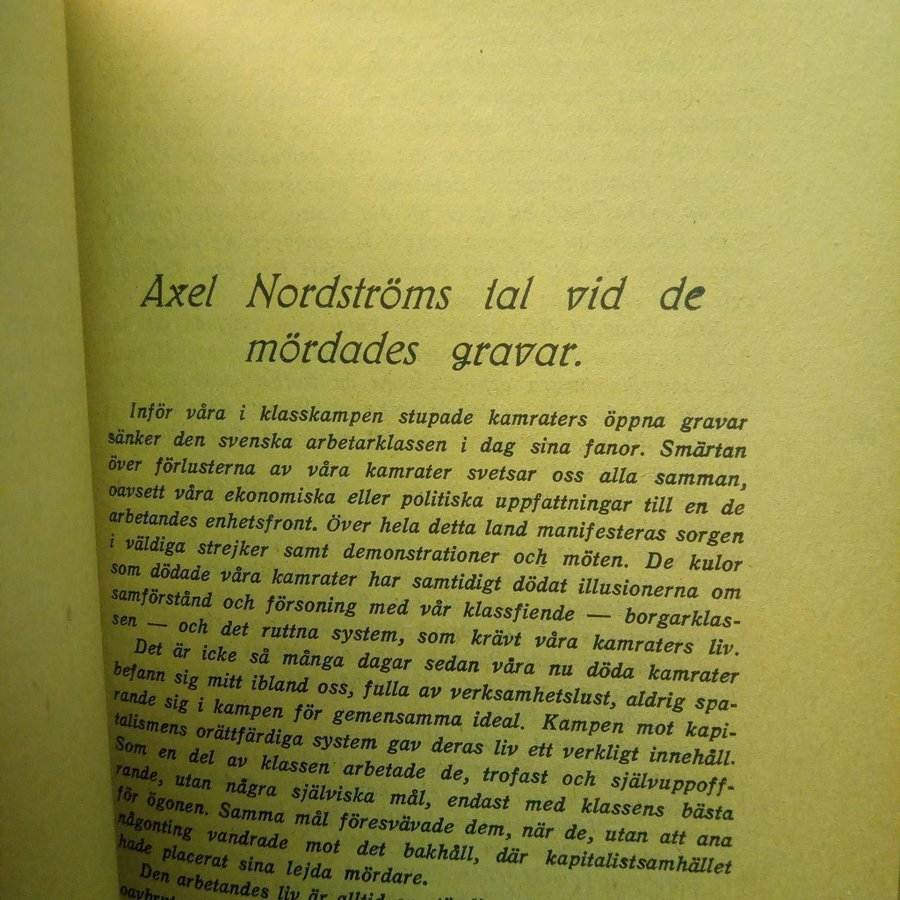 Axel Nordströms tal vid de
mördades gravar.
Inför våra i klasskampen stupade kamraters öppna gravar
sänker den svenska arbetarklassen i dag sina fanor. Smärtan
över förlusterna av våra kamrater svetsar oss alla samman,
oavsett våra ekonomiska eller politiska uppfattningar till en de
arbetandes enhetsfront. Över hela detta land manifesteras sorgen
i väldiga strejker samt demonstrationer och möten. De kulor
som dödade våra kamrater har samtidigt dödat illusionerna om
samförstånd och försoning med vår klassfiende — borgarklas-
sen — och det ruttna system, som krävt våra kamraters liv.
Det är icke så många dagar sedan våra nu döda kamrater
befann sig mitt ibland oss, fulla av verksamhetslust, aldrig spa-
rande sig i kampen för gemensamma ideal. Kampen mot kapi-
talismens orättfärdiga system gav deras liv ett verkligt innehåll.
Som en del av klassen arbetade de, trofast och självuppoff-
rande, utan några själviska mål, endast med klassens bästa
för ögonen. Samma mål föresvävade dem, när de, utan att ana
någonting vandrade mot det bakhåll, där kapitalistsamhället
hade placerat sina lejda mördare.
Den arbetandes liv är alltid